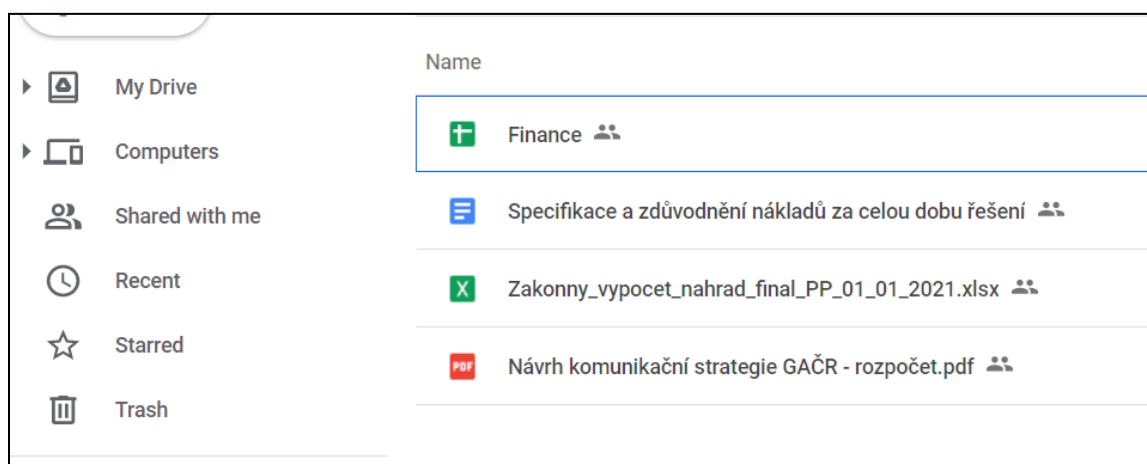 My Drive
Computers
Shared with me
Recent
Starred
Trash
Name
Finance
Specifikace a zdůvodnění nákladů za celou dobu řešení
X Zakonny_vypocet_nahrad_final_PP_01_01_2021.xlsx
PDF Návrh komunikační strategie GAČR - rozpočet.pdf